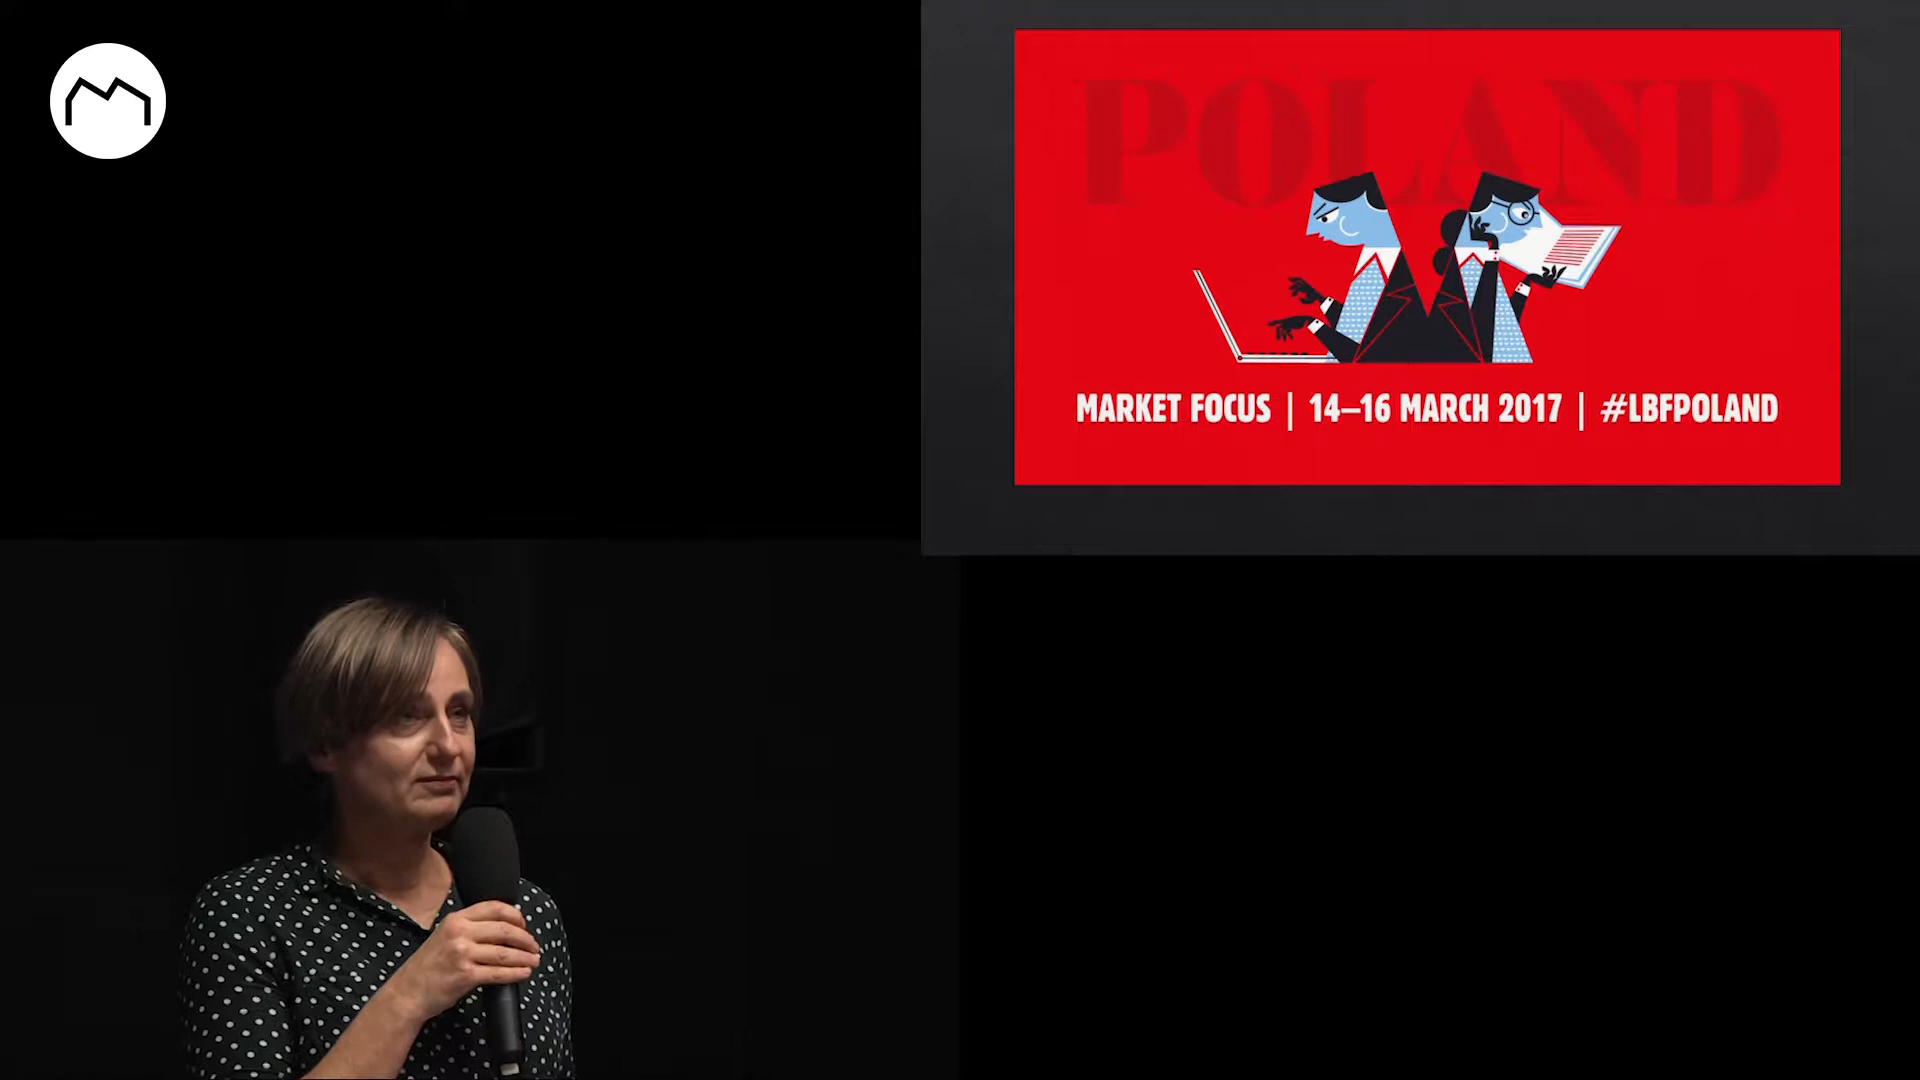 POLAND
MARKET FOCUS | 14–16 MARCH 2017 | #LBFPOLAND